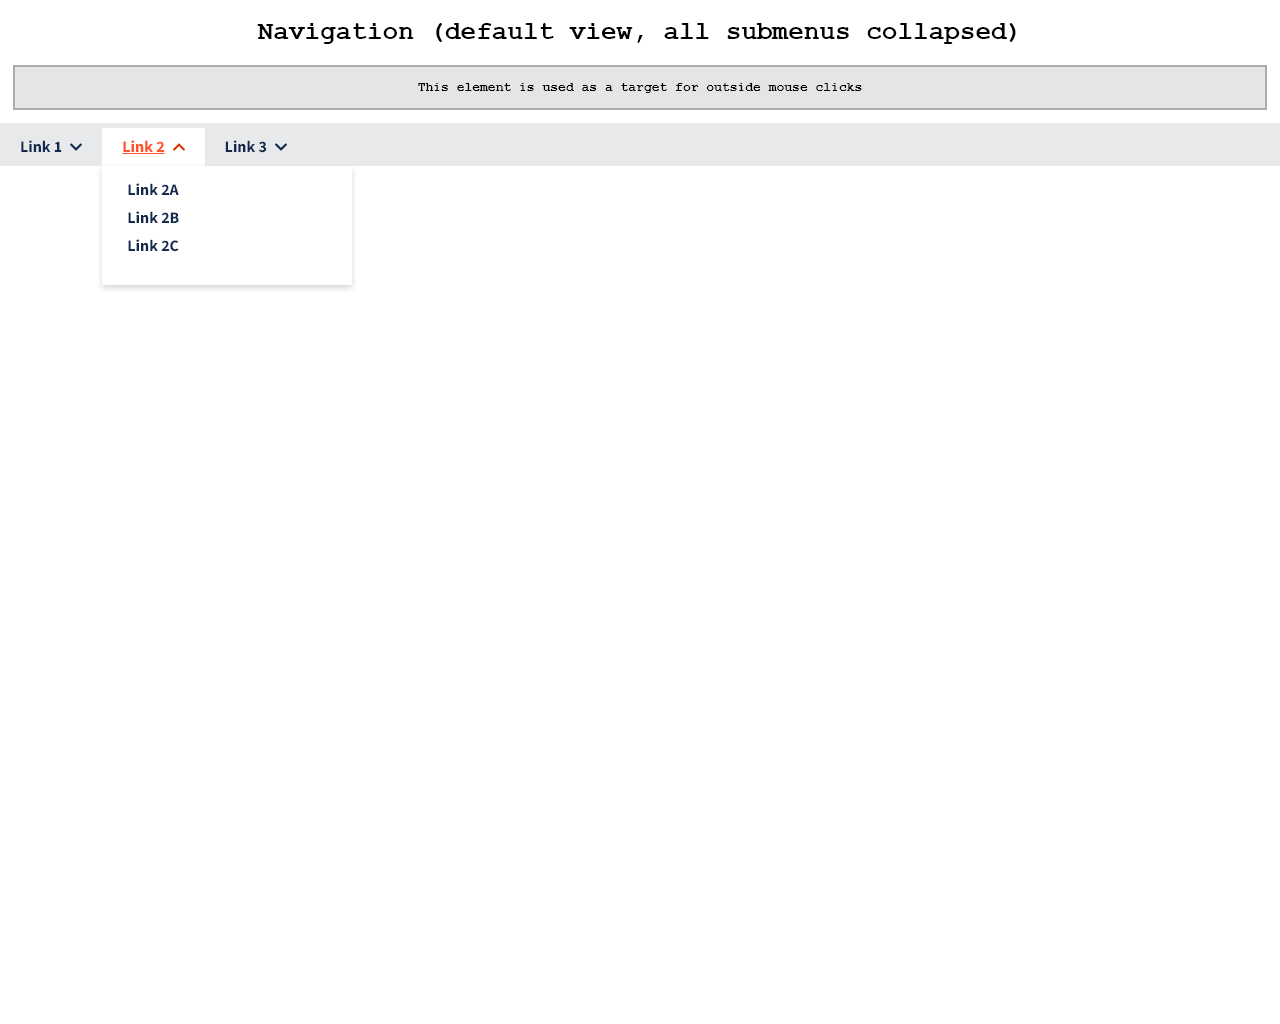 Navigation (default view, all submenus collapsed)
This element is used as a target for outside mouse clicks
Link 1 Link 2 Link 3
Link 2A
Link 2B
Link 2C